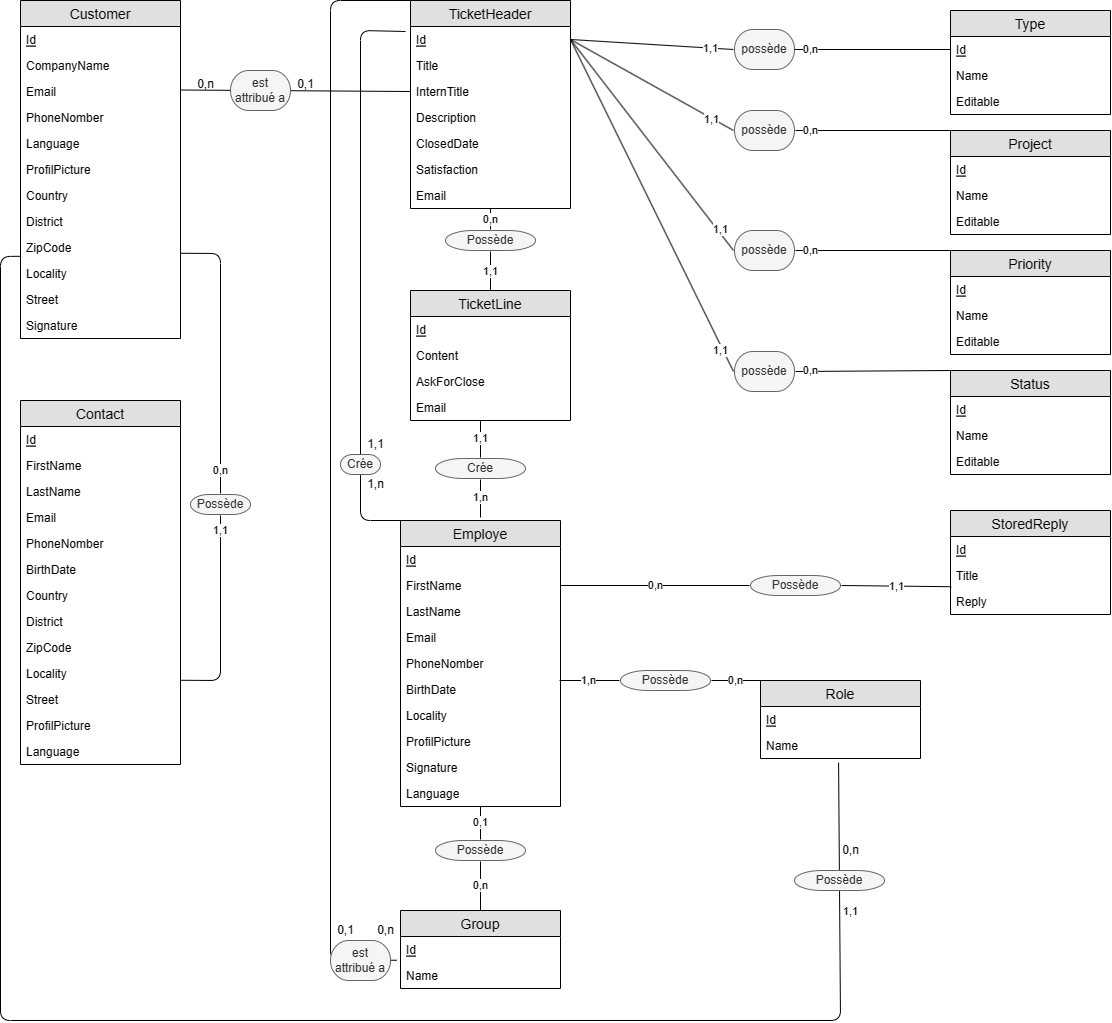 Customer
Id
CompanyName
Email
PhoneNomber
Language
ProfilPicture
Country
District
ZipCode
Locality
Street
Signature
0,n
est
attribué a
0,1
TicketHeader
Id
Title
InternTitle
Description
ClosedDate
Satisfaction
Email
1,1
possède
0,n
Type
Id
Name
Editable
1,1
possède
0,n
Project
Id
Name
Editable
1,1
possède
0,n
Priority
Id
Name
Editable
1,1
possède
0,n
Status
Id
Name
Editable
0,n
Possède
1,1
TicketLine
Id
Content
AskForClose
Email
1,1
Crée
1,n
1,1
Crée
1,n
Contact
Id
FirstName
LastName
Email
PhoneNomber
BirthDate
Country
District
ZipCode
Locality
Street
ProfilPicture
Language
0,n
Possède
1,1
Employe
Id
FirstName
LastName
Email
PhoneNomber
BirthDate
Locality
ProfilPicture
Signature
Language
0,n
Possède
1,1
StoredReply
Id
Title
Reply
1,n
Possède
0,n
Role
Id
Name
0,n
Possède
1,1
0,1
Possède
0,n
0,1
0,n
est
attribué a
Group
Id
Name